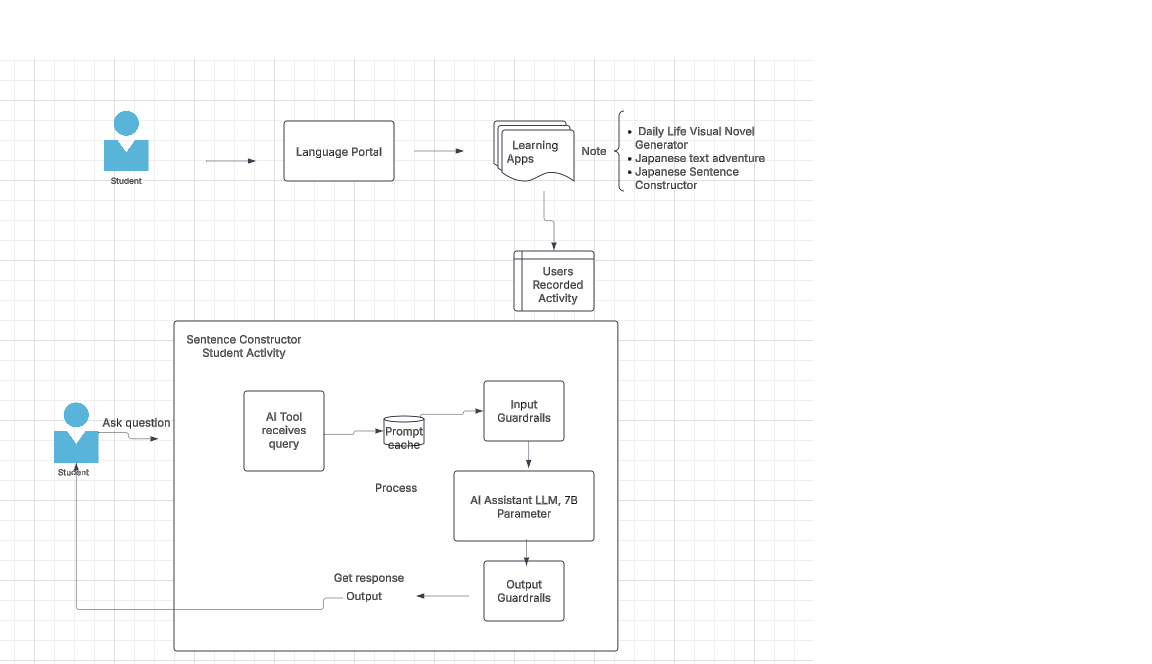 Student
Language Portal
Learning
Apps
Note
• Daily Life Visual Novel
Generator
• Japanese text adventure
• Japanese Sentence
Constructor
Users
Recorded
Activity
Sentence Constructor
Student Activity
Ask question
Student
AI Tool
receives
query
Prompt
cache
Input
Guardrails
Process
AI Assistant LLM, 7B
Parameter
Get response
Output
Output
Guardrails